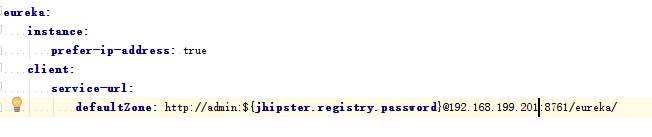 eureka:
instance:
prefer-ip-address: true
client:
service-url:
defaultZone: http://admin:${jhipster.registry.password}@192.168.199.201:8761/eureka/